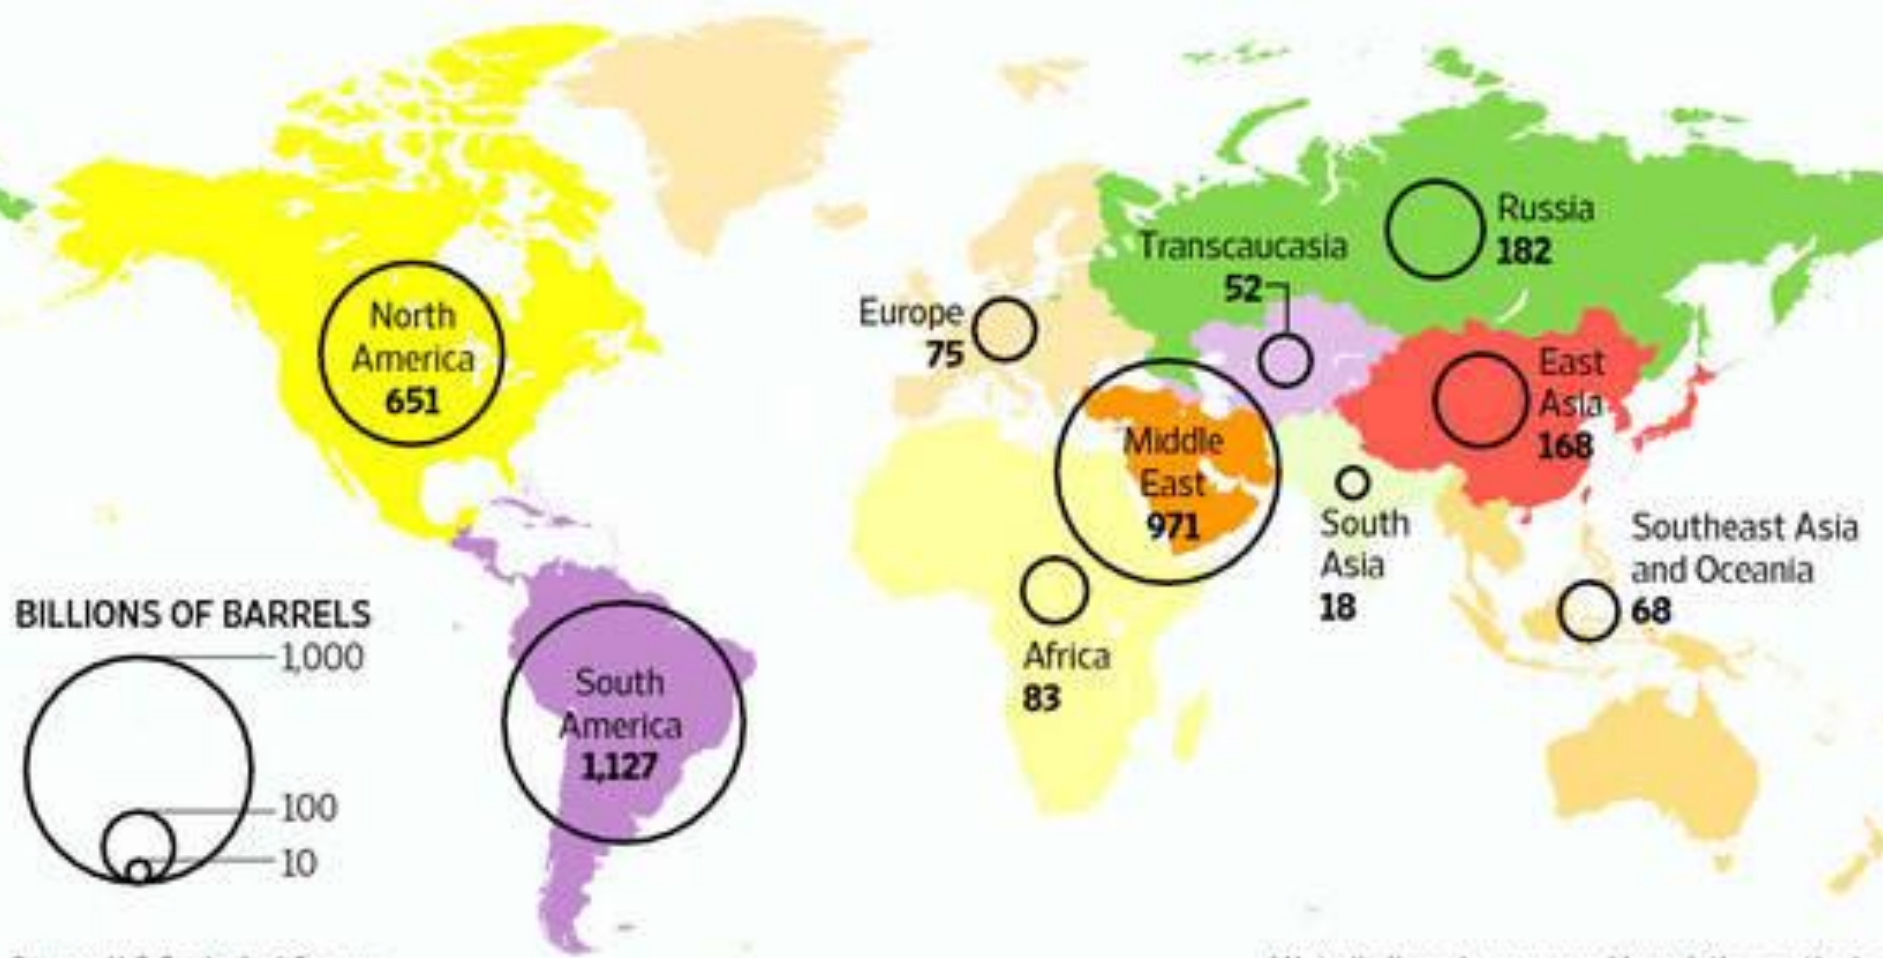 North
America
651
Europe
75
Transcaucasia
52
Russia
182
East
Asia
168
Middle
East
971
South
Asia
18
Southeast Asia
and Oceania
68
Africa
83
South
America
1,127
BILLIONS OF BARRELS
1,000
100
10